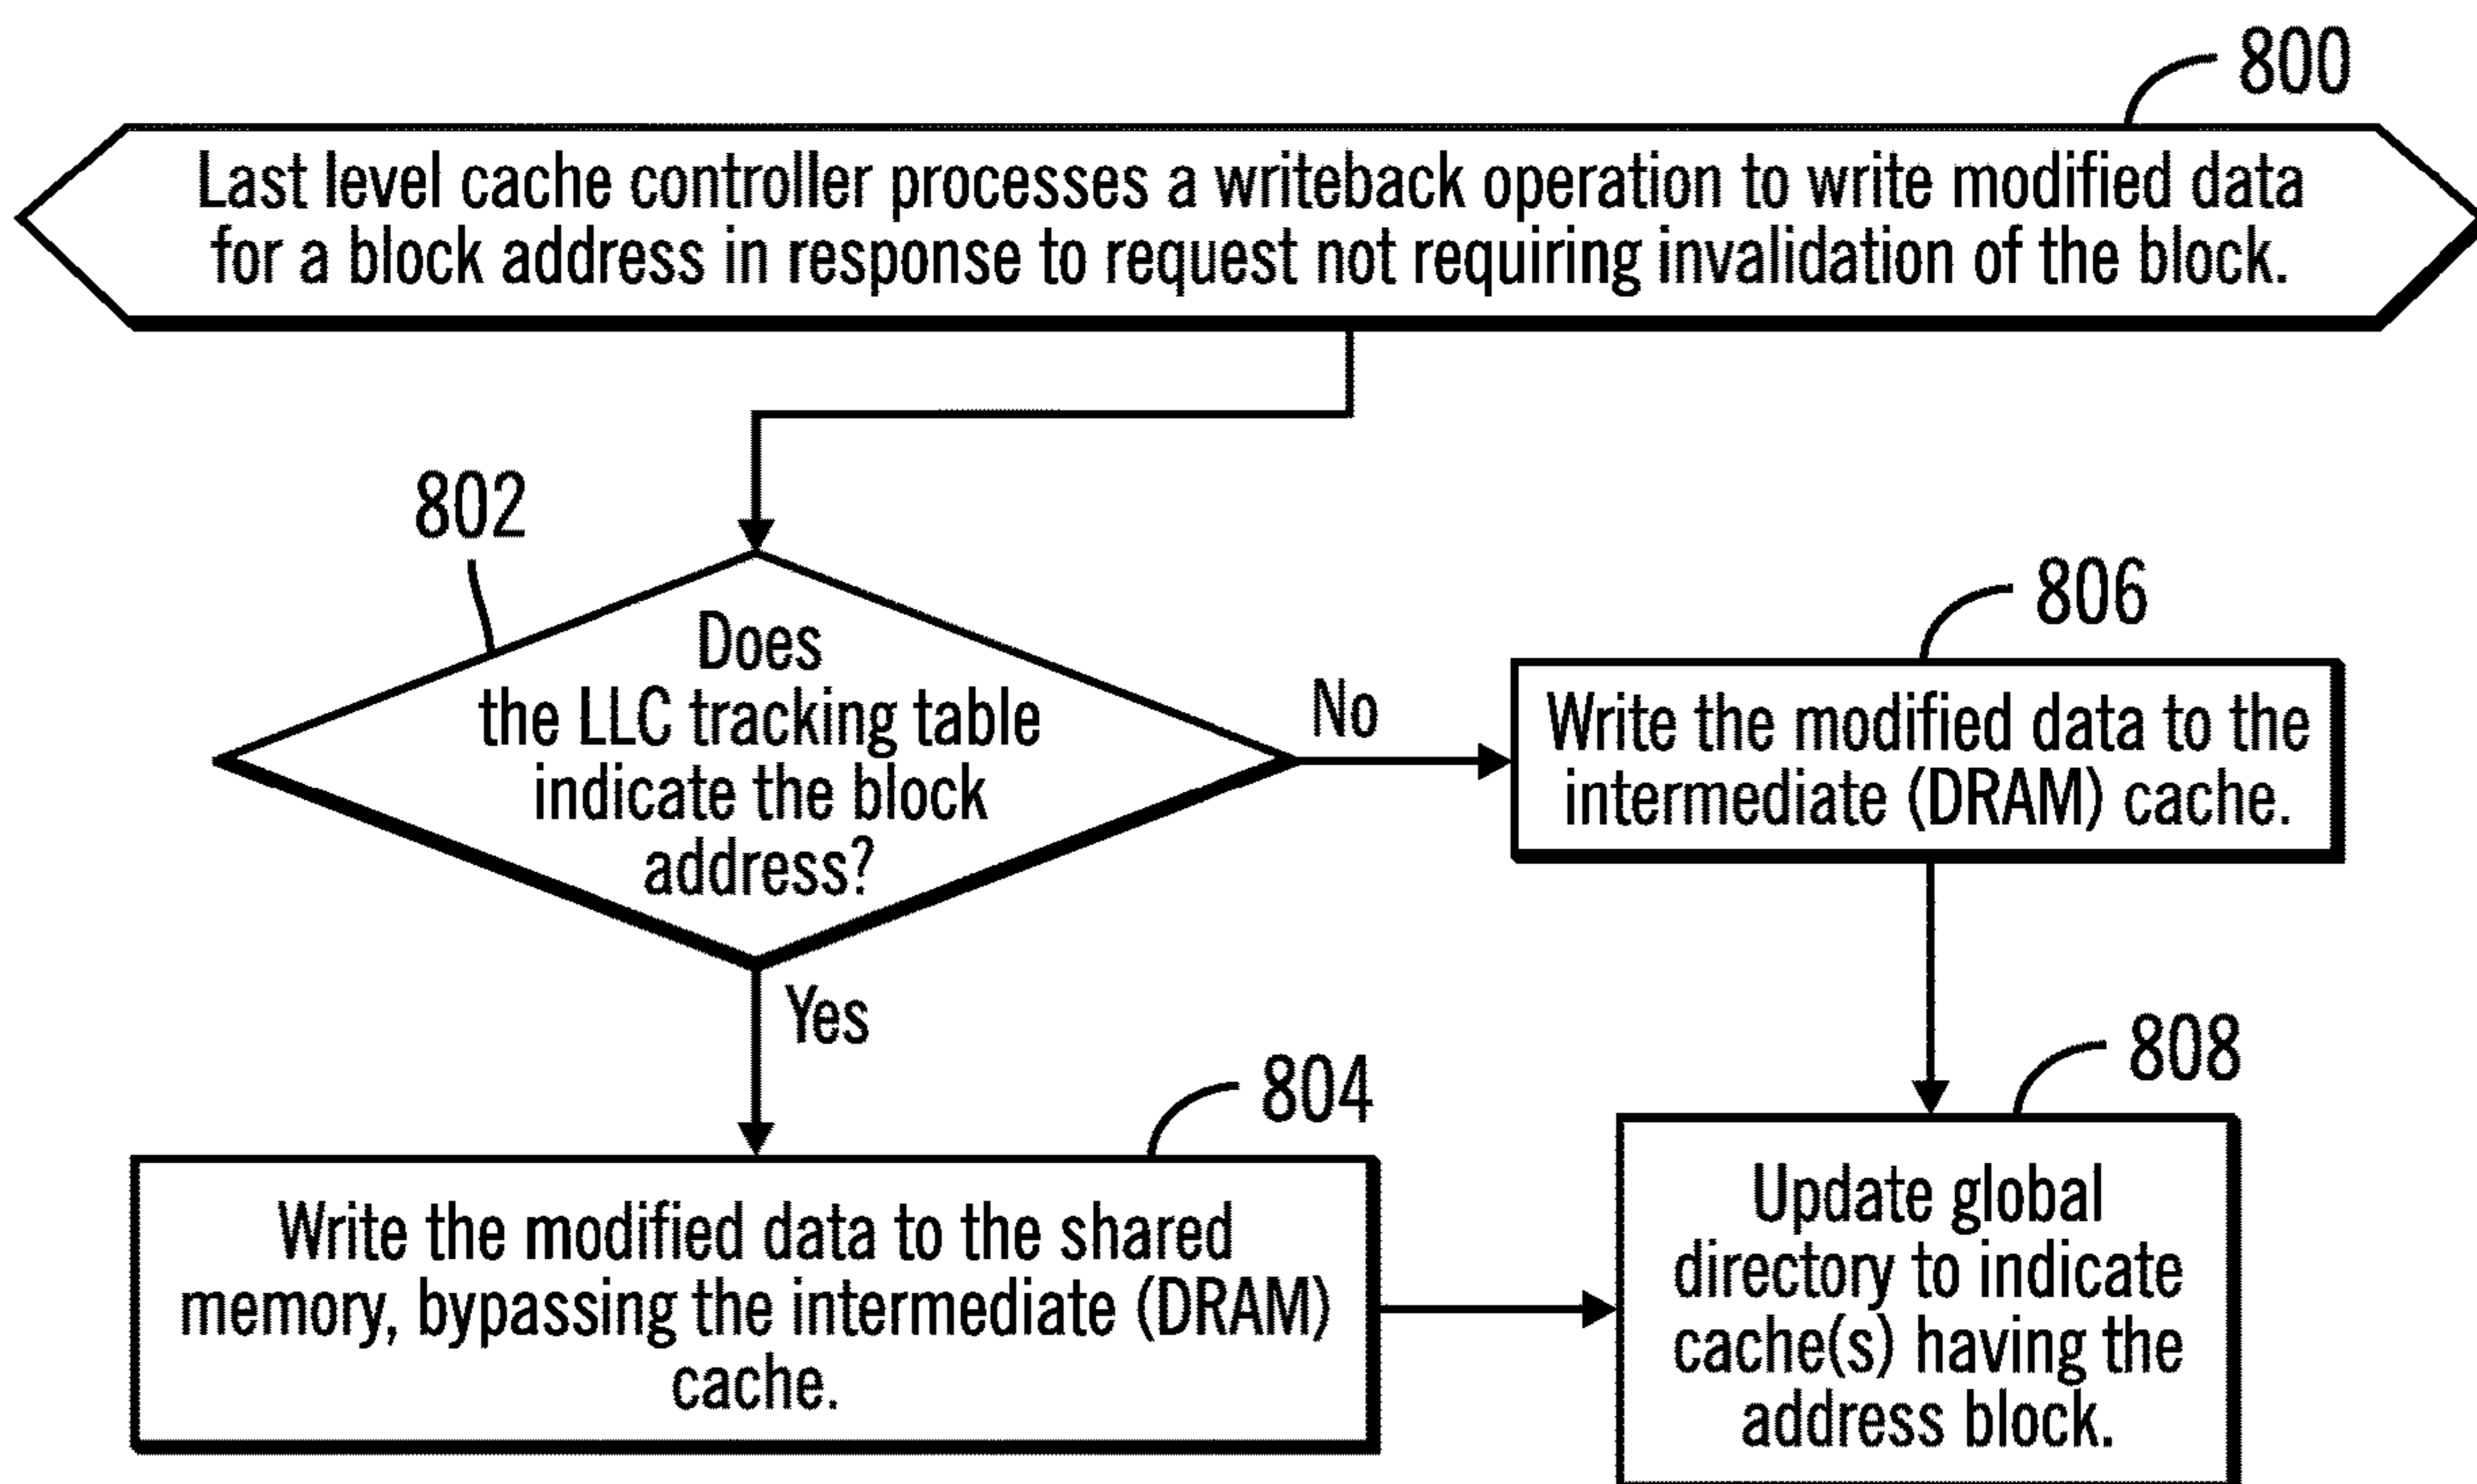 800
Last level cache controller processes a writeback operation to write modified data
for a block address in response to request not requiring invalidation of the block.
802
Does
the LLC tracking table
indicate the block
address?
No
806
Write the modified data to the
intermediate (DRAM) cache.
Yes
804
Write the modified data to the shared
memory, bypassing the intermediate (DRAM)
cache.
808
Update global
directory to indicate
cache(s) having the
address block.